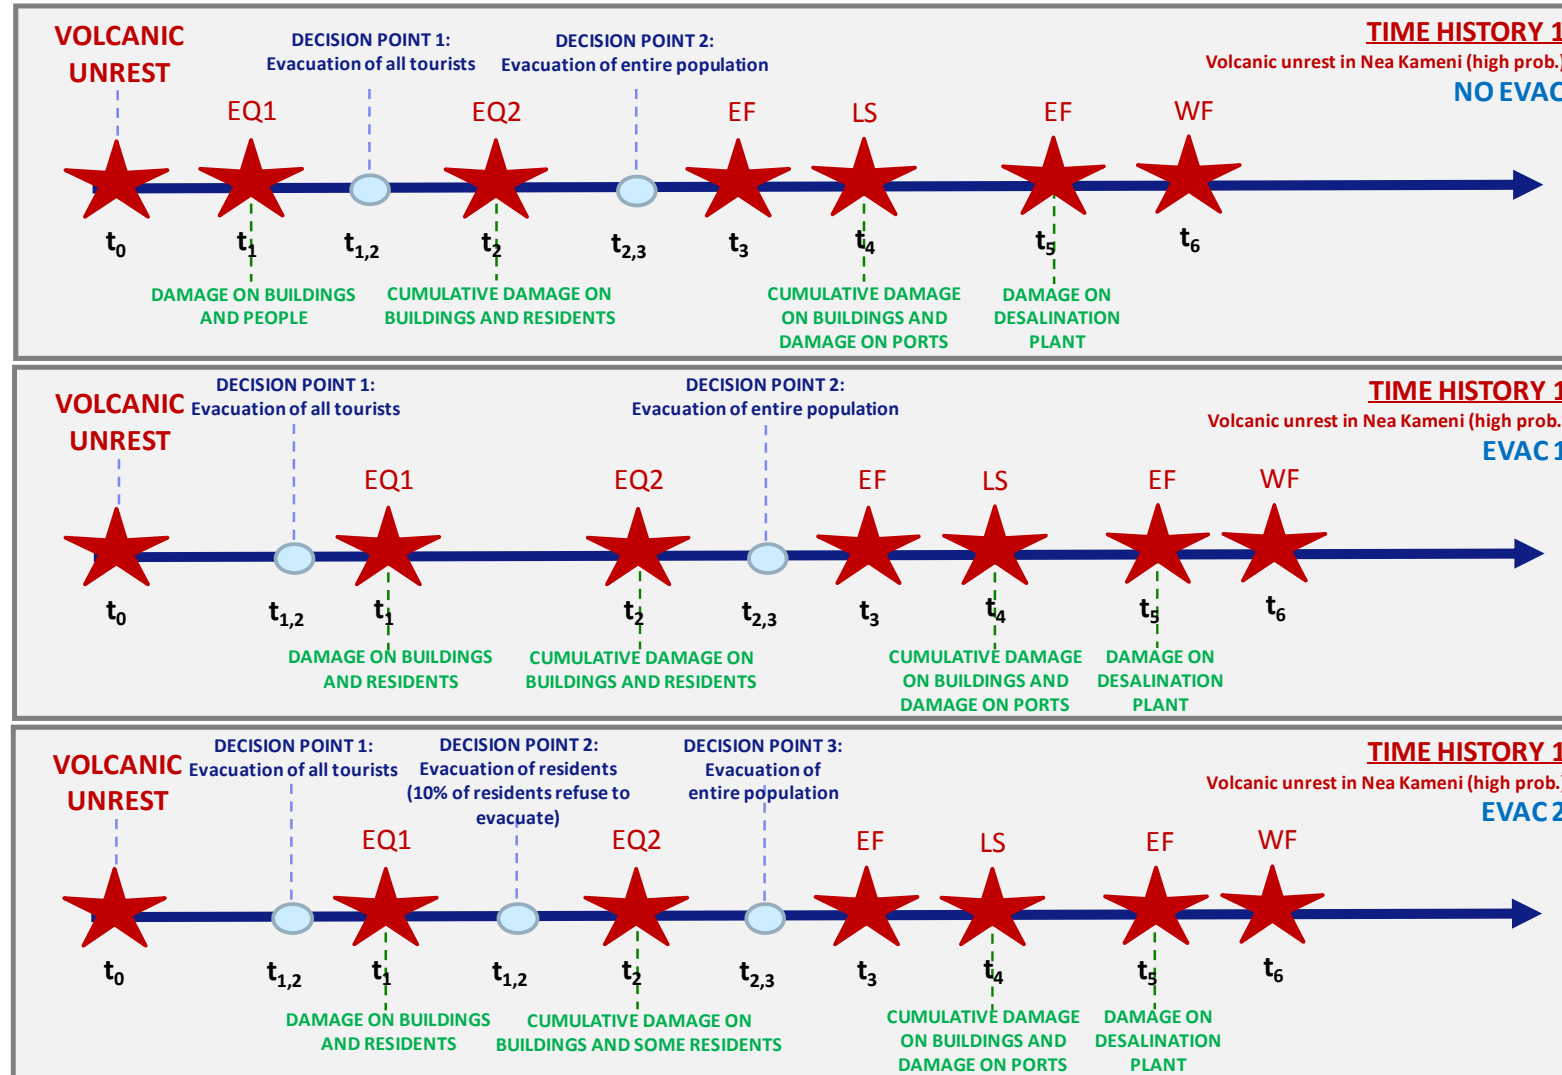 VOLCANIC
UNREST
DECISION POINT 1:
Evacuation of all tourists
DECISION POINT 2:
Evacuation of entire population
TIME HISTORY 1
Volcanic unrest in Nea Kameni (high prob.)
NO EVAC
EQ1
EQ2
EF
LS
EF
WF
t0
t1
t1,2
t2
t2,3
t3
t4
t5
t6
DAMAGE ON BUILDINGS
AND PEOPLE
CUMULATIVE DAMAGE ON
BUILDINGS AND RESIDENTS
CUMULATIVE DAMAGE
ON BUILDINGS AND
DAMAGE ON PORTS
DAMAGE ON
DESALINATION
PLANT
VOLCANIC
UNREST
DECISION POINT 1:
Evacuation of all tourists
DECISION POINT 2:
Evacuation of entire population
TIME HISTORY 1
Volcanic unrest in Nea Kameni (high prob.
EVAC 1
EQ1
EQ2
EF
LS
EF
WF
t0
t1,2
t1
t2
t2,3
t3
t4
t5
t6
DAMAGE ON BUILDINGS
AND RESIDENTS
CUMULATIVE DAMAGE ON
BUILDINGS AND RESIDENTS
CUMULATIVE DAMAGE
ON BUILDINGS AND
DAMAGE ON PORTS
DAMAGE ON
DESALINATION
PLANT
VOLCANIC
UNREST
DECISION POINT 1:
Evacuation of all tourists
DECISION POINT 2:
Evacuation of residents
(10% of residents refuse to
evacuate)
DECISION POINT 3:
Evacuation of
entire population
TIME HISTORY 1
Volcanic unrest in Nea Kameni (high prob.)
EVAC 2
EQ1
EQ2
EF
LS
EF
WF
t0
t1,2
t1
t1,2
t2
t2,3
t3
t4
t5
t6
DAMAGE ON BUILDINGS
AND RESIDENTS
CUMULATIVE DAMAGE ON
BUILDINGS AND SOME RESIDENTS
CUMULATIVE DAMAGE
ON BUILDINGS AND
DAMAGE ON PORTS
DAMAGE ON
DESALINATION
PLANT